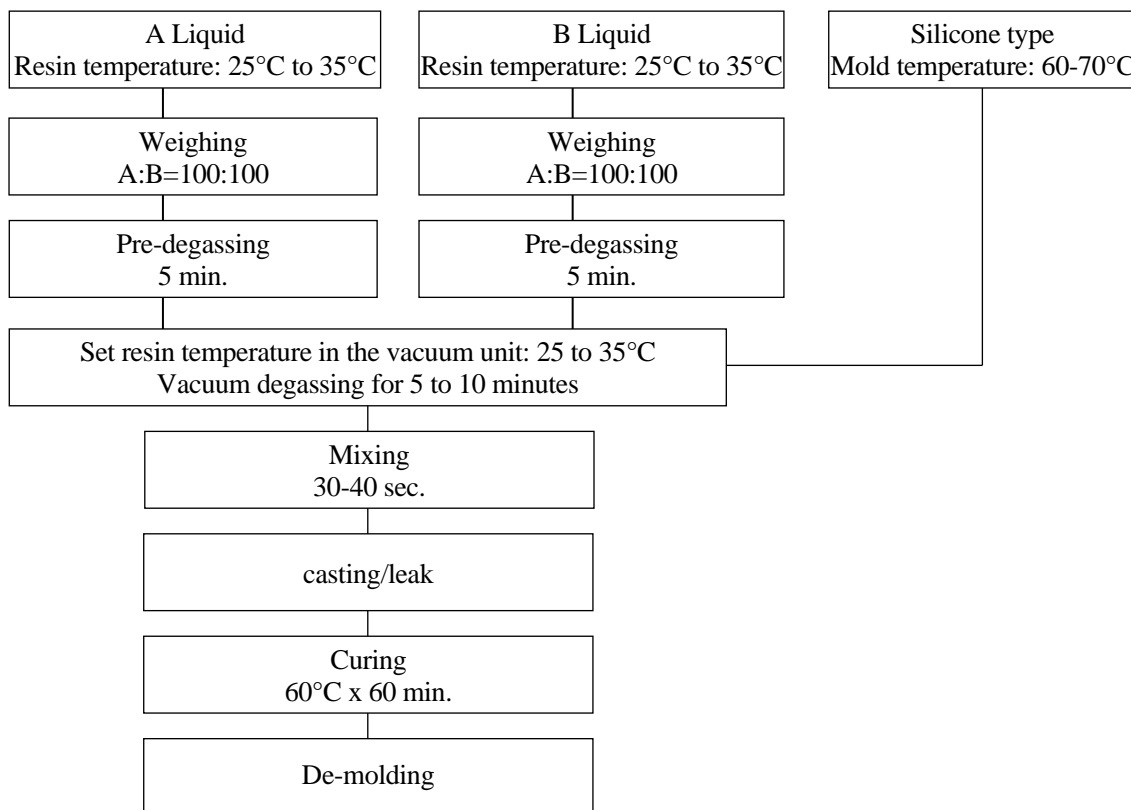 A Liquid
Resin temperature: 25°C to 35°C
B Liquid
Resin temperature: 25°C to 35°C
Silicone type
Mold temperature: 60-70°C
Weighing
A:B=100:100
Weighing
A:B=100:100
Pre-degassing
5 min.
Pre-degassing
5 min.
Set resin temperature in the vacuum unit: 25 to 35°C
Vacuum degassing for 5 to 10 minutes
Mixing
30-40 sec.
casting/leak
Curing
60°C x 60 min.
De-molding